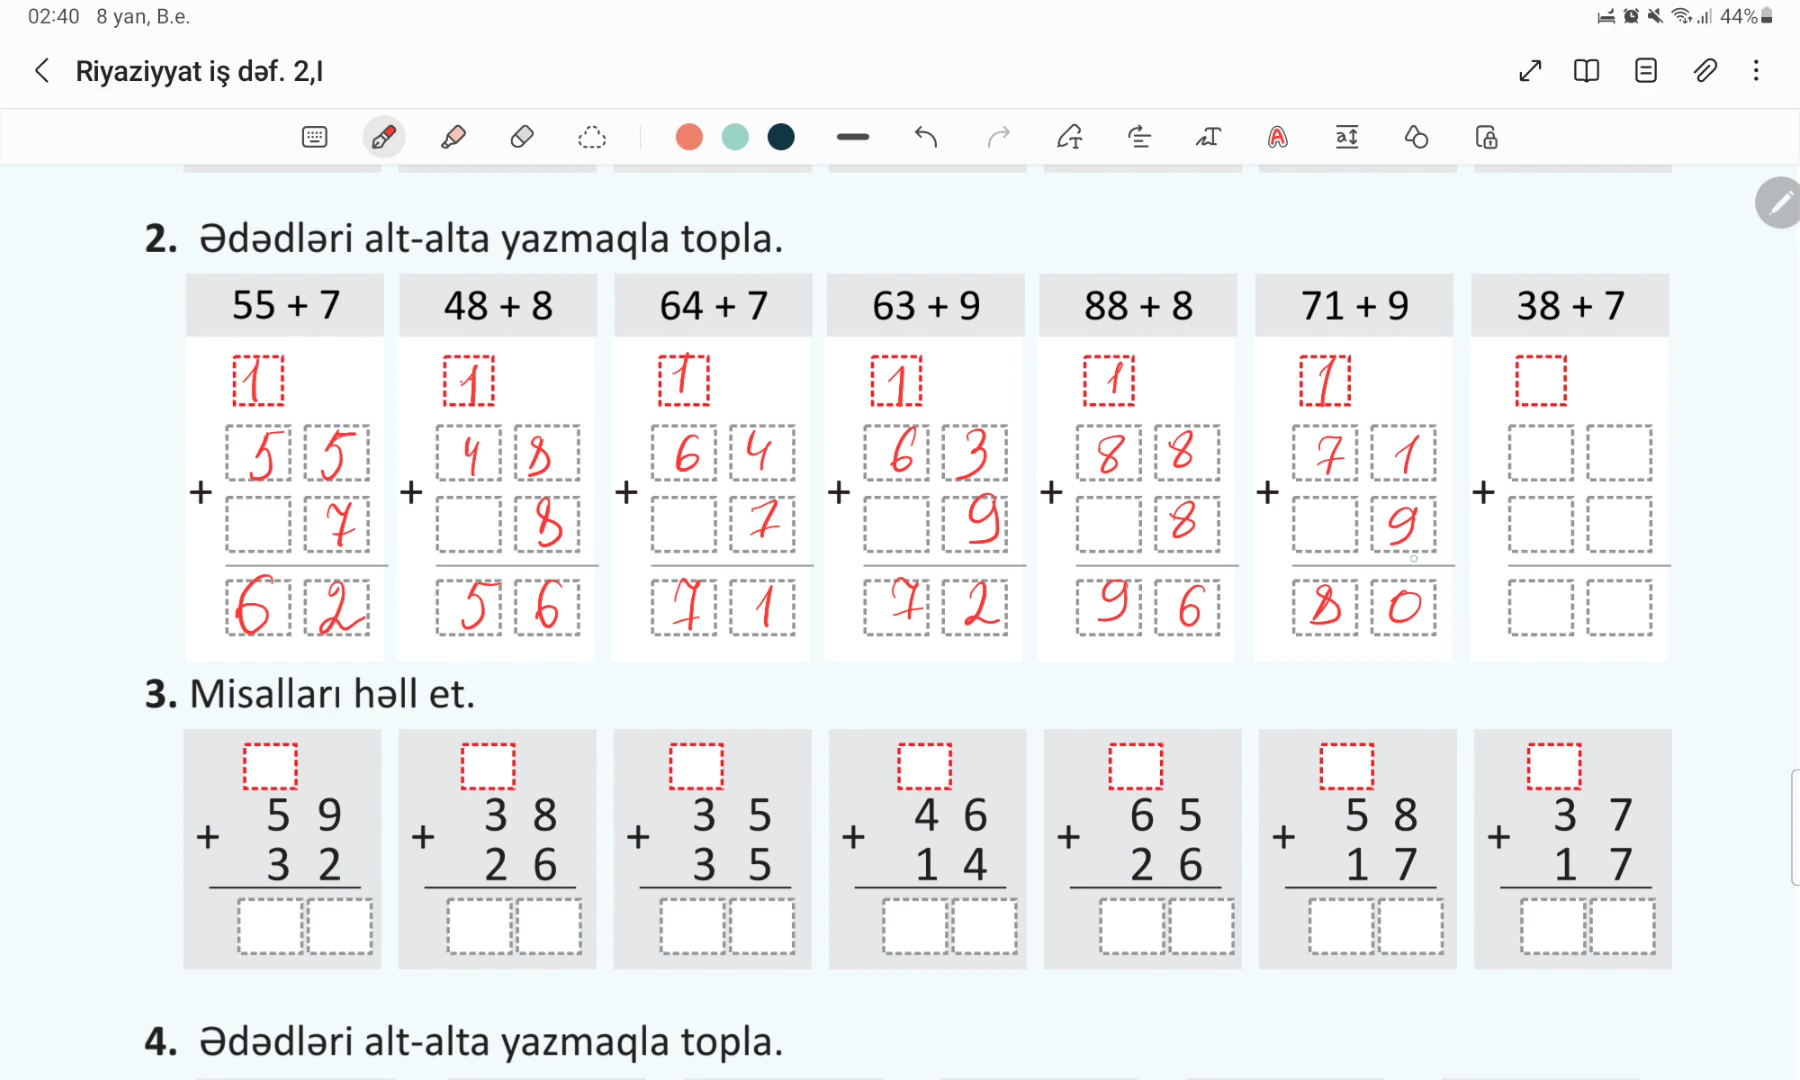 02:40 8 yan, B.e.
44%
Riyaziyyat iş dəf. 2,I
2. Ədədləri alt-alta yazmaqla topla.
55 + 7 48 + 8 64 + 7 63 + 9 88 + 8 71 + 9 38 + 7
1 1 1 1 1 1
5 5 4 8 6 4 6 3 8 8 7 1
+ 7 + 8 + 7 + 9 + 8 + 9 +
6 2 5 6 7 1 7 2 9 6 8 0
3. Misalları həll et.
5 9 3 8 3 5 4 6 6 5 5 8 3 7
+ + + + + + +
3 2 2 6 3 5 1 4 2 6 1 7 1 7
4. Ədədləri alt-alta yazmaqla topla.